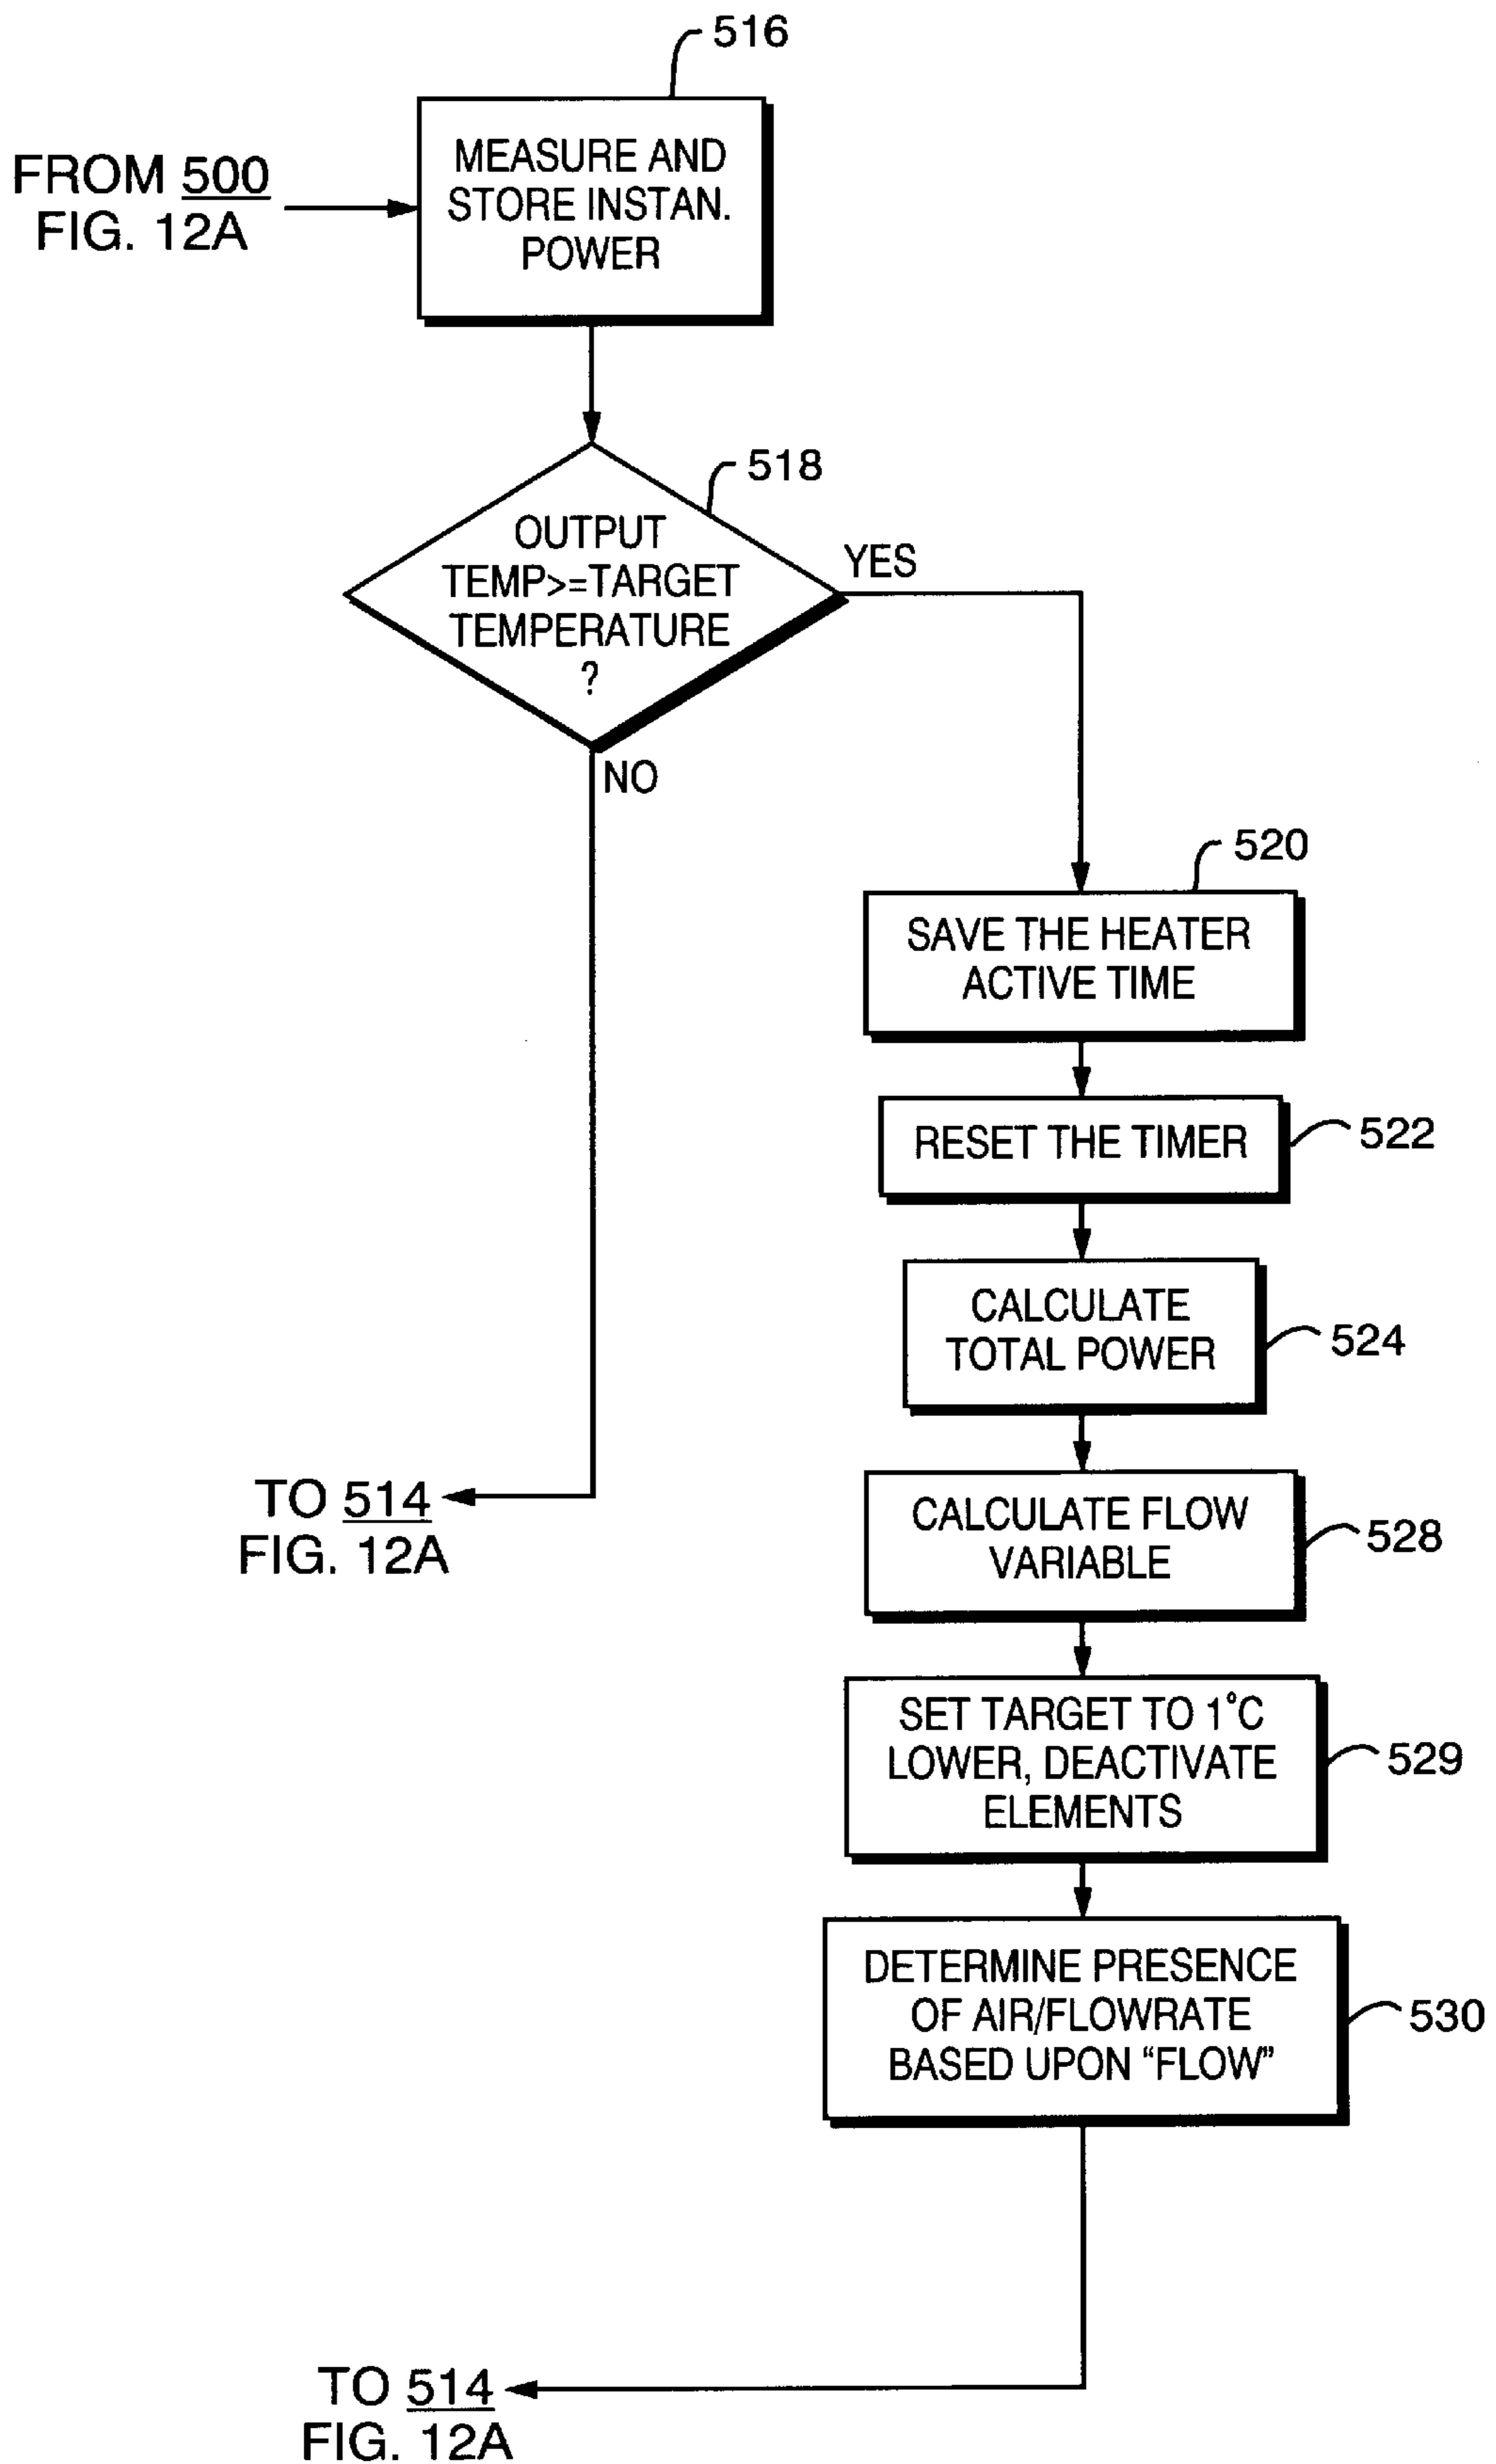 516
MEASURE AND
STORE INSTAN.
POWER
FROM 500
FIG. 12A
518
OUTPUT
TEMP>=TARGET
TEMPERATURE
?
YES
NO
520
SAVE THE HEATER
ACTIVE TIME
RESET THE TIMER
522
CALCULATE
TOTAL POWER
524
TO 514
FIG. 12A
CALCULATE FLOW
VARIABLE
528
SET TARGET TO 1°C
LOWER, DEACTIVATE
ELEMENTS
529
DETERMINE PRESENCE
OF AIR/FLOWRATE
BASED UPON “FLOW”
530
TO 514
FIG. 12A